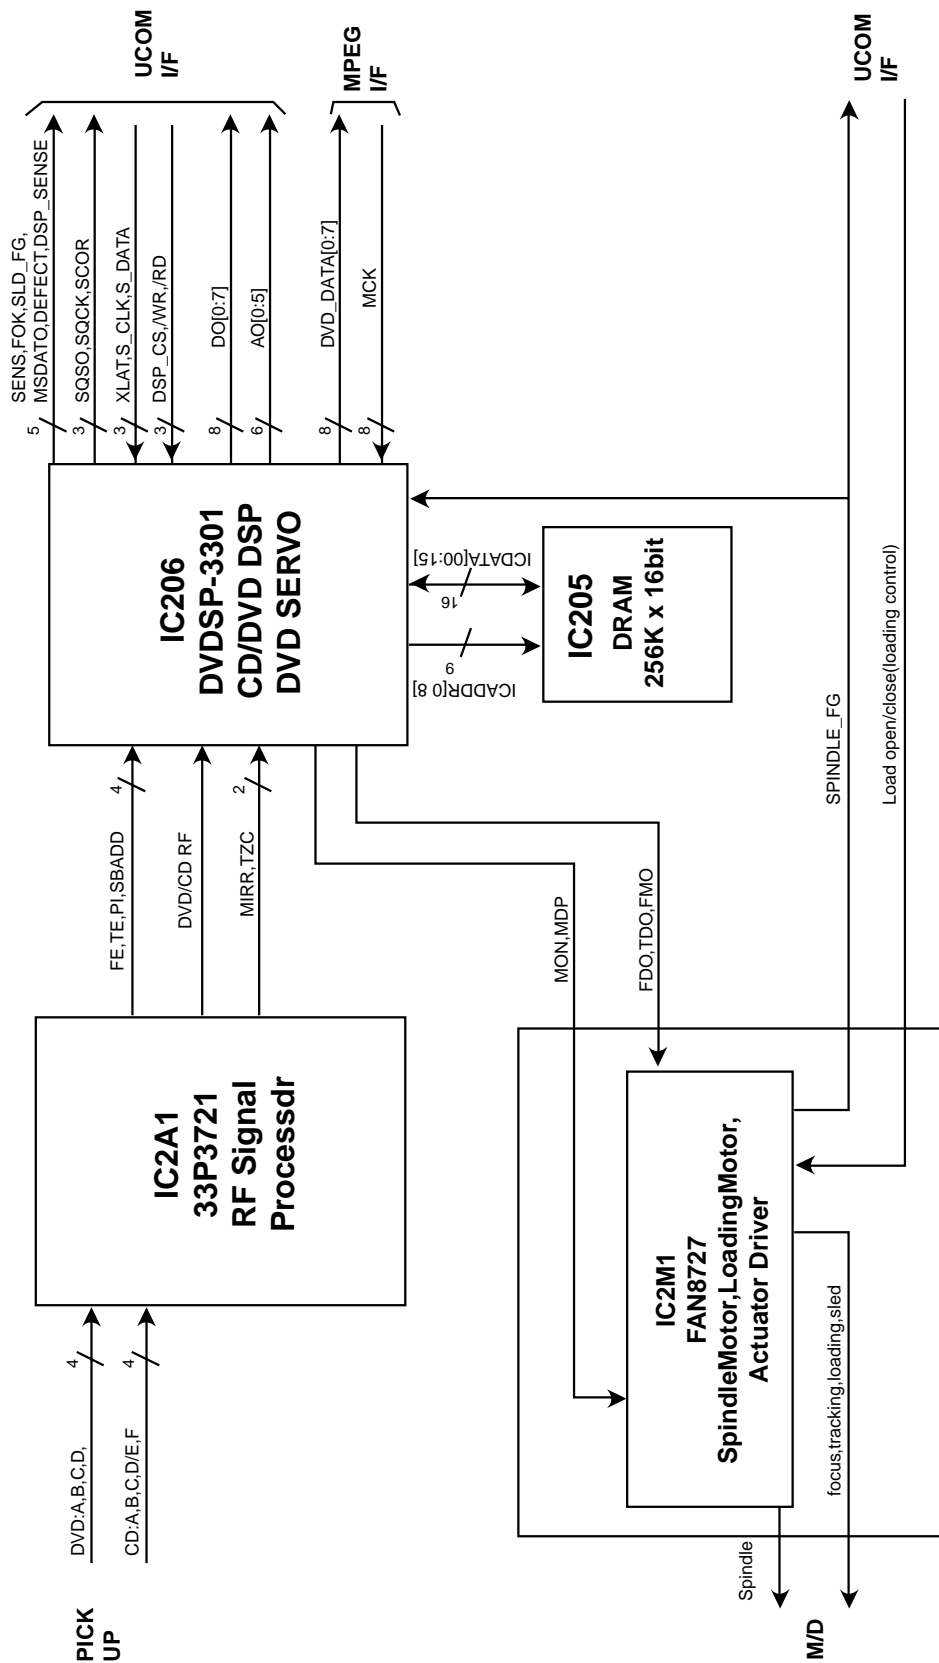 PICK
UP
DVD:A,B,C,D,
4
CD:A,B,C,D/E,F
4
IC2A1
33P3721
RF Signal
Processdr
FE,TE,PI,SBADD
4
DVD/CD RF
MIRR,TZC
2
IC206
DVDSP-3301
CD/DVD DSP
DVD SERVO
SENS,FOK,SLD_FG,
MSDATO,DEFECT,DSP_SENSE
5
SQSO,SQCK,SCOR
3
XLAT,S_CLK,S_DATA
3
DSP_CS,/WR,/RD
3
DO[0:7]
8
AO[0:5]
6
UCOM
I/F
DVD_DATA[0:7]
8
MCK
8
MPEG
I/F
ICADDR[0 8]
9
ICDATA[00:15]
16
IC205
DRAM
256K x 16bit
MON,MDP
FDO,TDO,FMO
IC2M1
FAN8727
SpindleMotor,LoadingMotor,
Actuator Driver
SPINDLE_FG
Load open/close(loading control)
UCOM
I/F
Spindle
focus,tracking,loading,sled
M/D